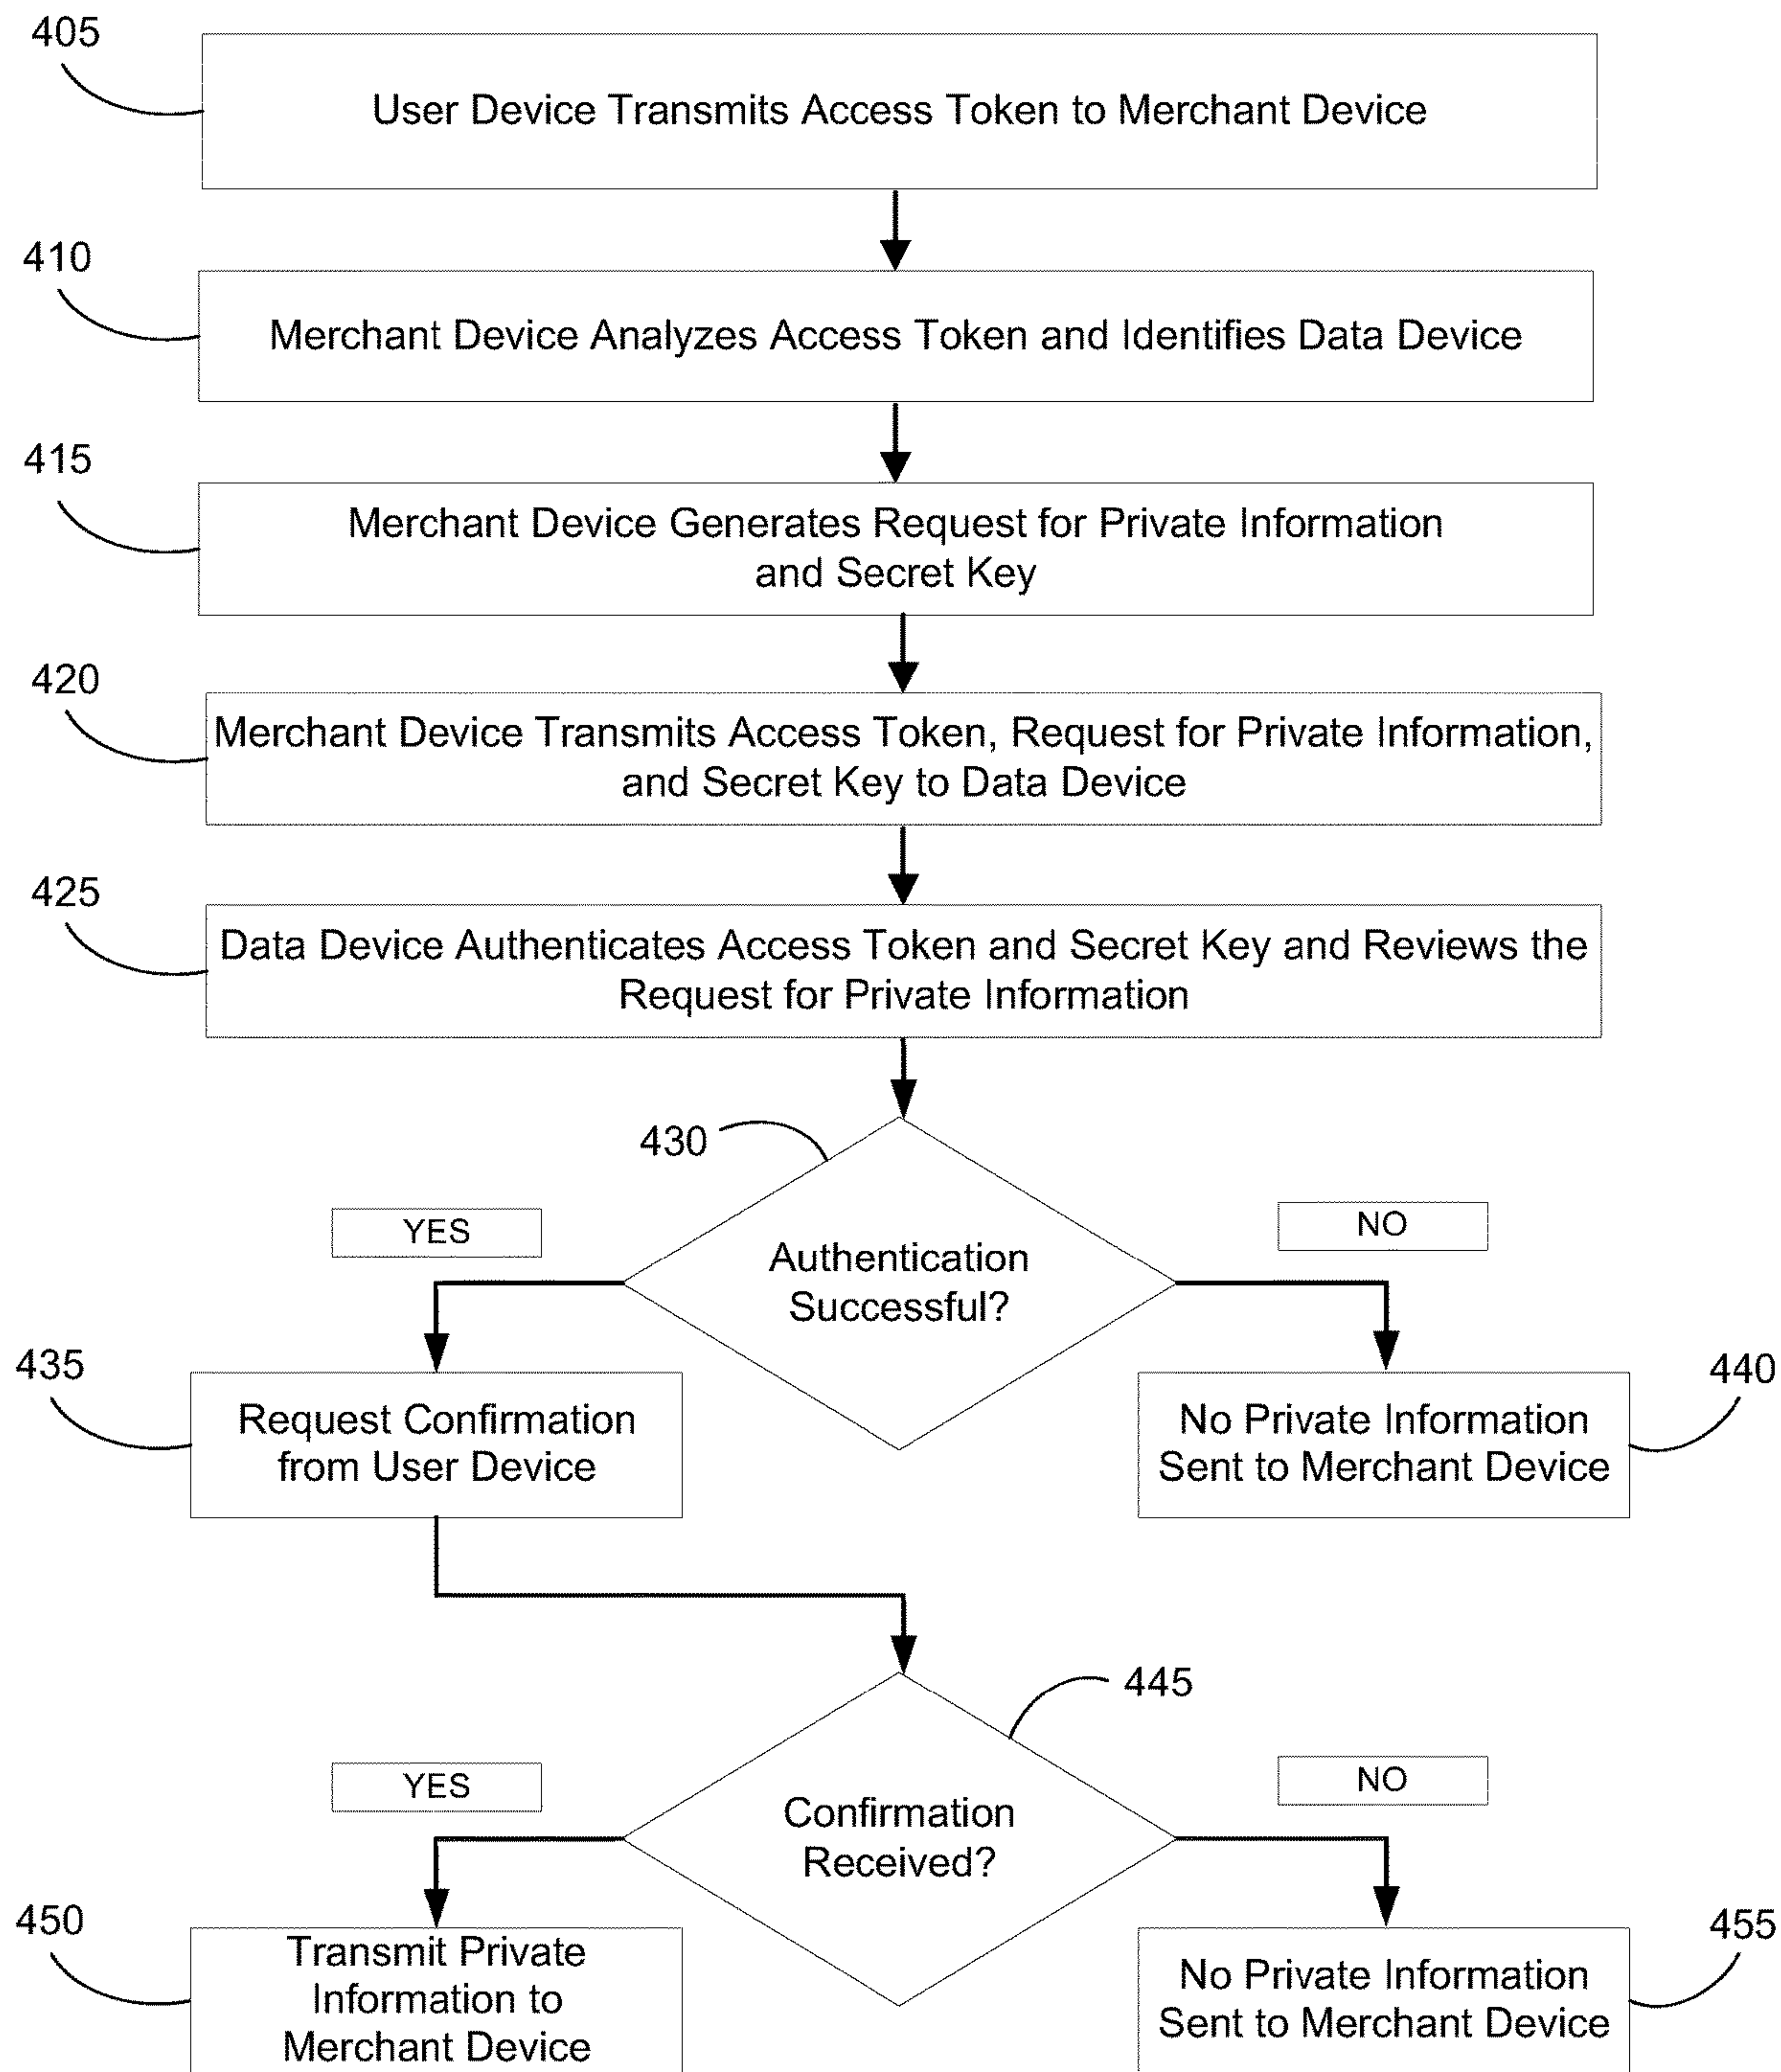 405
User Device Transmits Access Token to Merchant Device
410
Merchant Device Analyzes Access Token and Identifies Data Device
415
Merchant Device Generates Request for Private Information
and Secret Key
420
Merchant Device Transmits Access Token, Request for Private Information,
and Secret Key to Data Device
425
Data Device Authenticates Access Token and Secret Key and Reviews the
Request for Private Information
430
YES
NO
Authentication
Successful?
435
Request Confirmation
from User Device
440
No Private Information
Sent to Merchant Device
445
YES
NO
Confirmation
Received?
450
Transmit Private
Information to
Merchant Device
455
No Private Information
Sent to Merchant Device